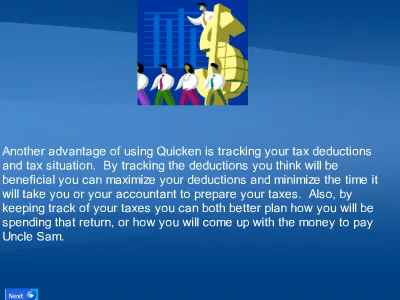 Another advantage of using Quicken is tracking your tax deductions
and tax situation.  By tracking the deductions you think will be
beneficial you can maximize your deductions and minimize the time it
will take you or your accountant to prepare your taxes.  Also, by
keeping track of your taxes you can both better plan how you will be
spending that return, or how you will come up with the money to pay
Uncle Sam.
Next